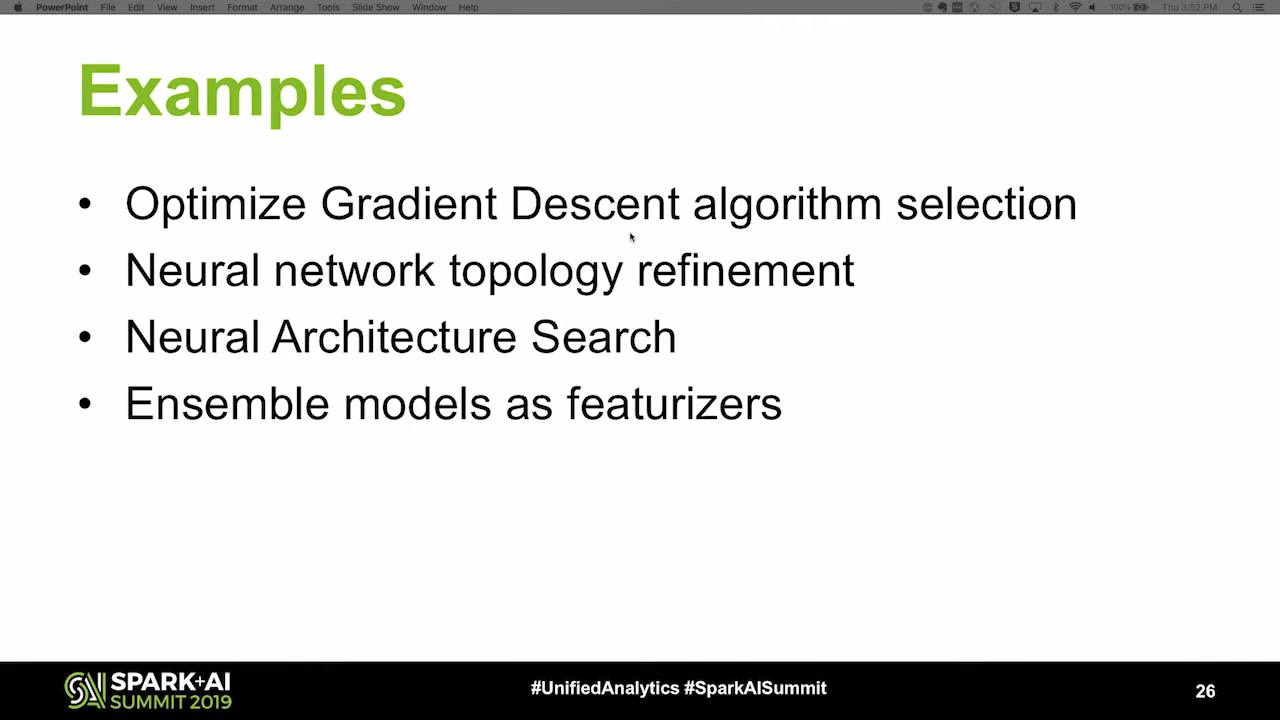 PowerPoint File Edit View Insert Format Arrange Tools Slide Show Window Help 100% Thu 3:52 PM
Examples
• Optimize Gradient Descent algorithm selection
• Neural network topology refinement
• Neural Architecture Search
• Ensemble models as featurizers
SPARK+AI
SUMMIT 2019
#UnifiedAnalytics #SparkAISummit
26